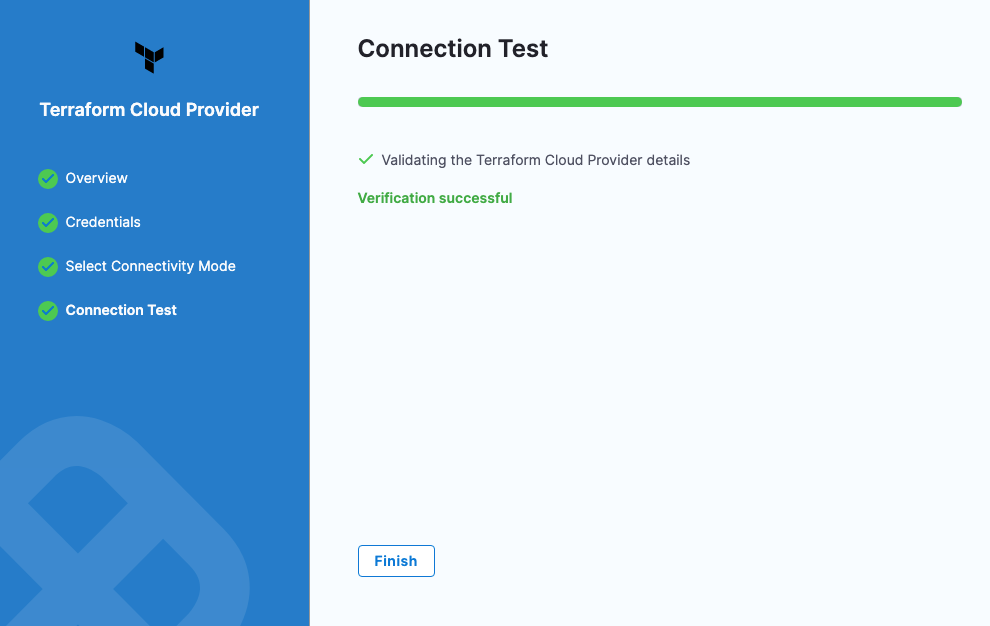 Terraform Cloud Provider
Overview
Credentials
Select Connectivity Mode
Connection Test
Connection Test
Validating the Terraform Cloud Provider details
Verification successful
Finish